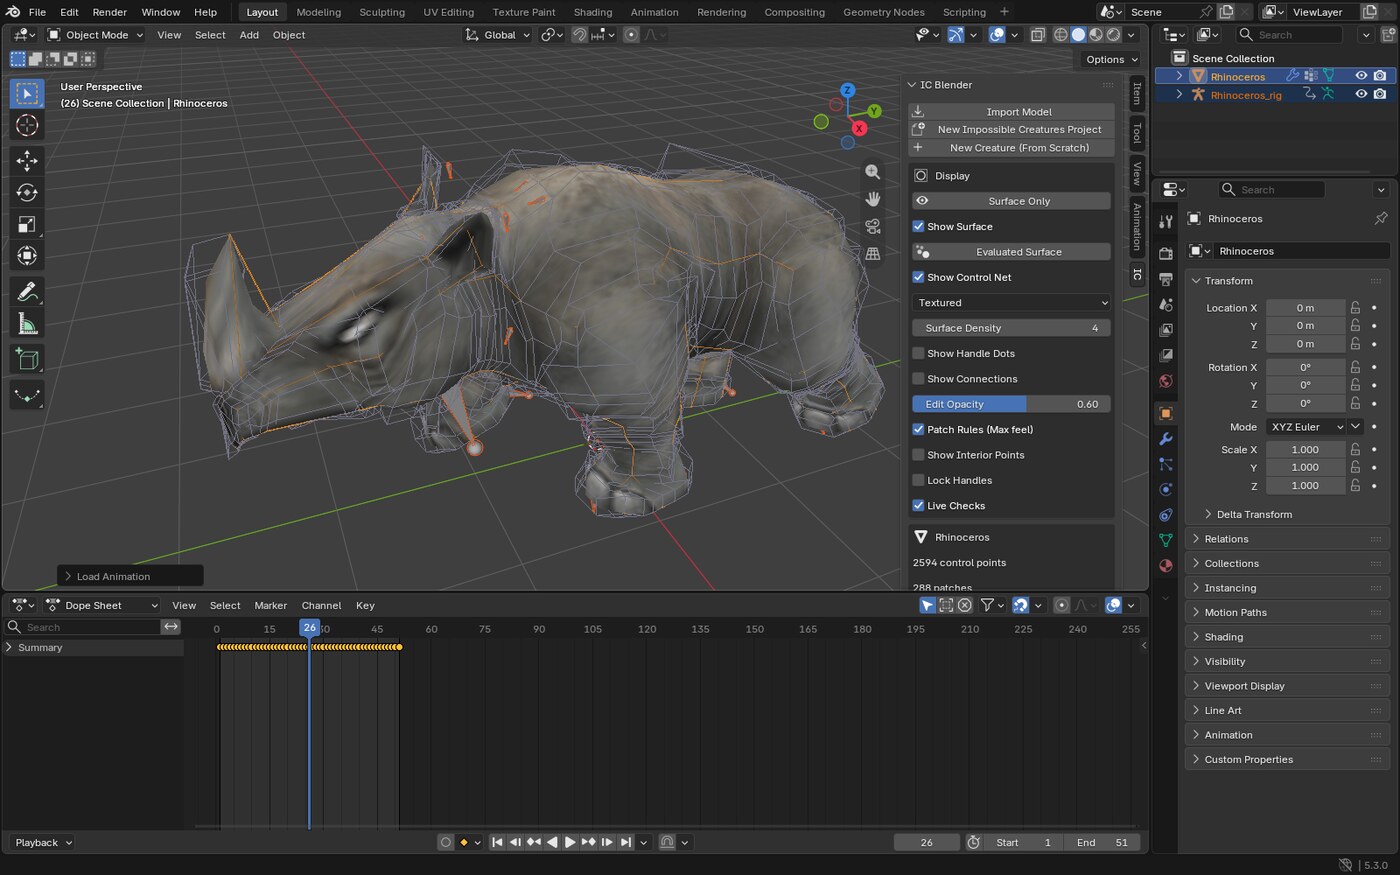 File Edit Render Window Help Layout Modeling Sculpting UV Editing Texture Paint Shading Animation Rendering Compositing Geometry Nodes Scripting + Scene ViewLayer
Object Mode View Select Add Object Global
Search
Options
User Perspective
(26) Scene Collection | Rhinoceros
Z
Y
X
Load Animation
IC Blender
Import Model
New Impossible Creatures Project
New Creature (From Scratch)
Display
Surface Only
Show Surface
Evaluated Surface
Show Control Net
Textured
Surface Density 4
Show Handle Dots
Show Connections
Edit Opacity 0.60
Patch Rules (Max feel)
Show Interior Points
Lock Handles
Live Checks
Rhinoceros
2594 control points
288 patches
Item
Tool
View
Animation
IC
Scene Collection
Rhinoceros
Rhinoceros_rig
Search
Rhinoceros
Rhinoceros
Transform
Location X 0 m
Y 0 m
Z 0 m
Rotation X 0°
Y 0°
Z 0°
Mode XYZ Euler
Scale X 1.000
Y 1.000
Z 1.000
Delta Transform
Relations
Collections
Instancing
Motion Paths
Shading
Visibility
Viewport Display
Line Art
Animation
Custom Properties
Dope Sheet View Select Marker Channel Key
Search
0 15 26 45 60 75 90 105 120 135 150 165 180 195 210 225 240 255
Summary
Playback 26 Start 1 End 51
5.3.0